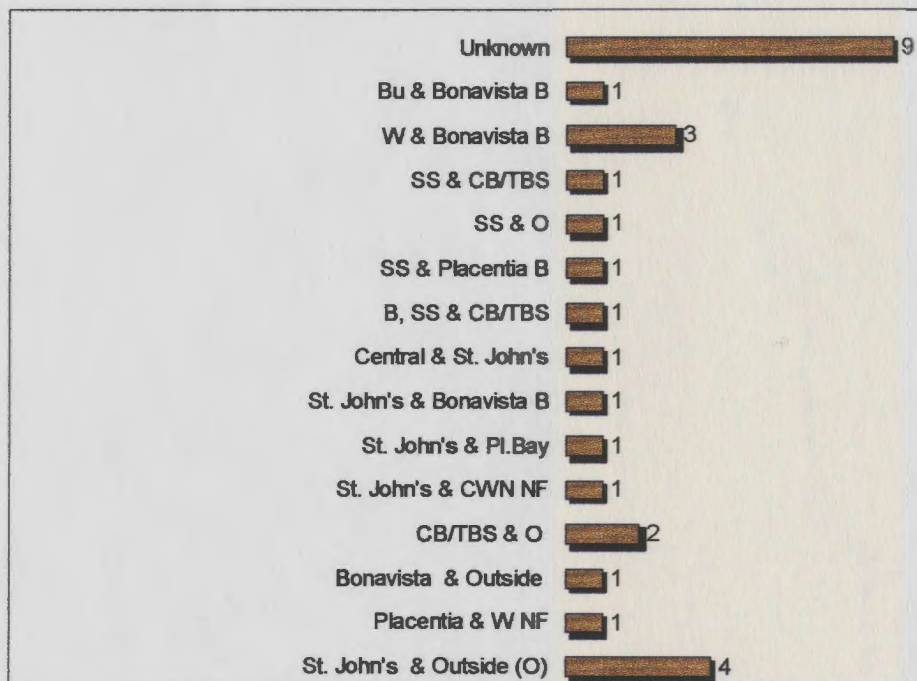 Unknown 9
Bu & Bonavista B 1
W & Bonavista B 3
SS & CB/TBS 1
SS & O 1
SS & Placentia B 1
B, SS & CB/TBS 1
Central & St. John's 1
St. John's & Bonavista B 1
St. John's & Pl.Bay 1
St. John's & CWN NF 1
CB/TBS & O 2
Bonavista & Outside 1
Placentia & W NF 1
St. John's & Outside (O) 4